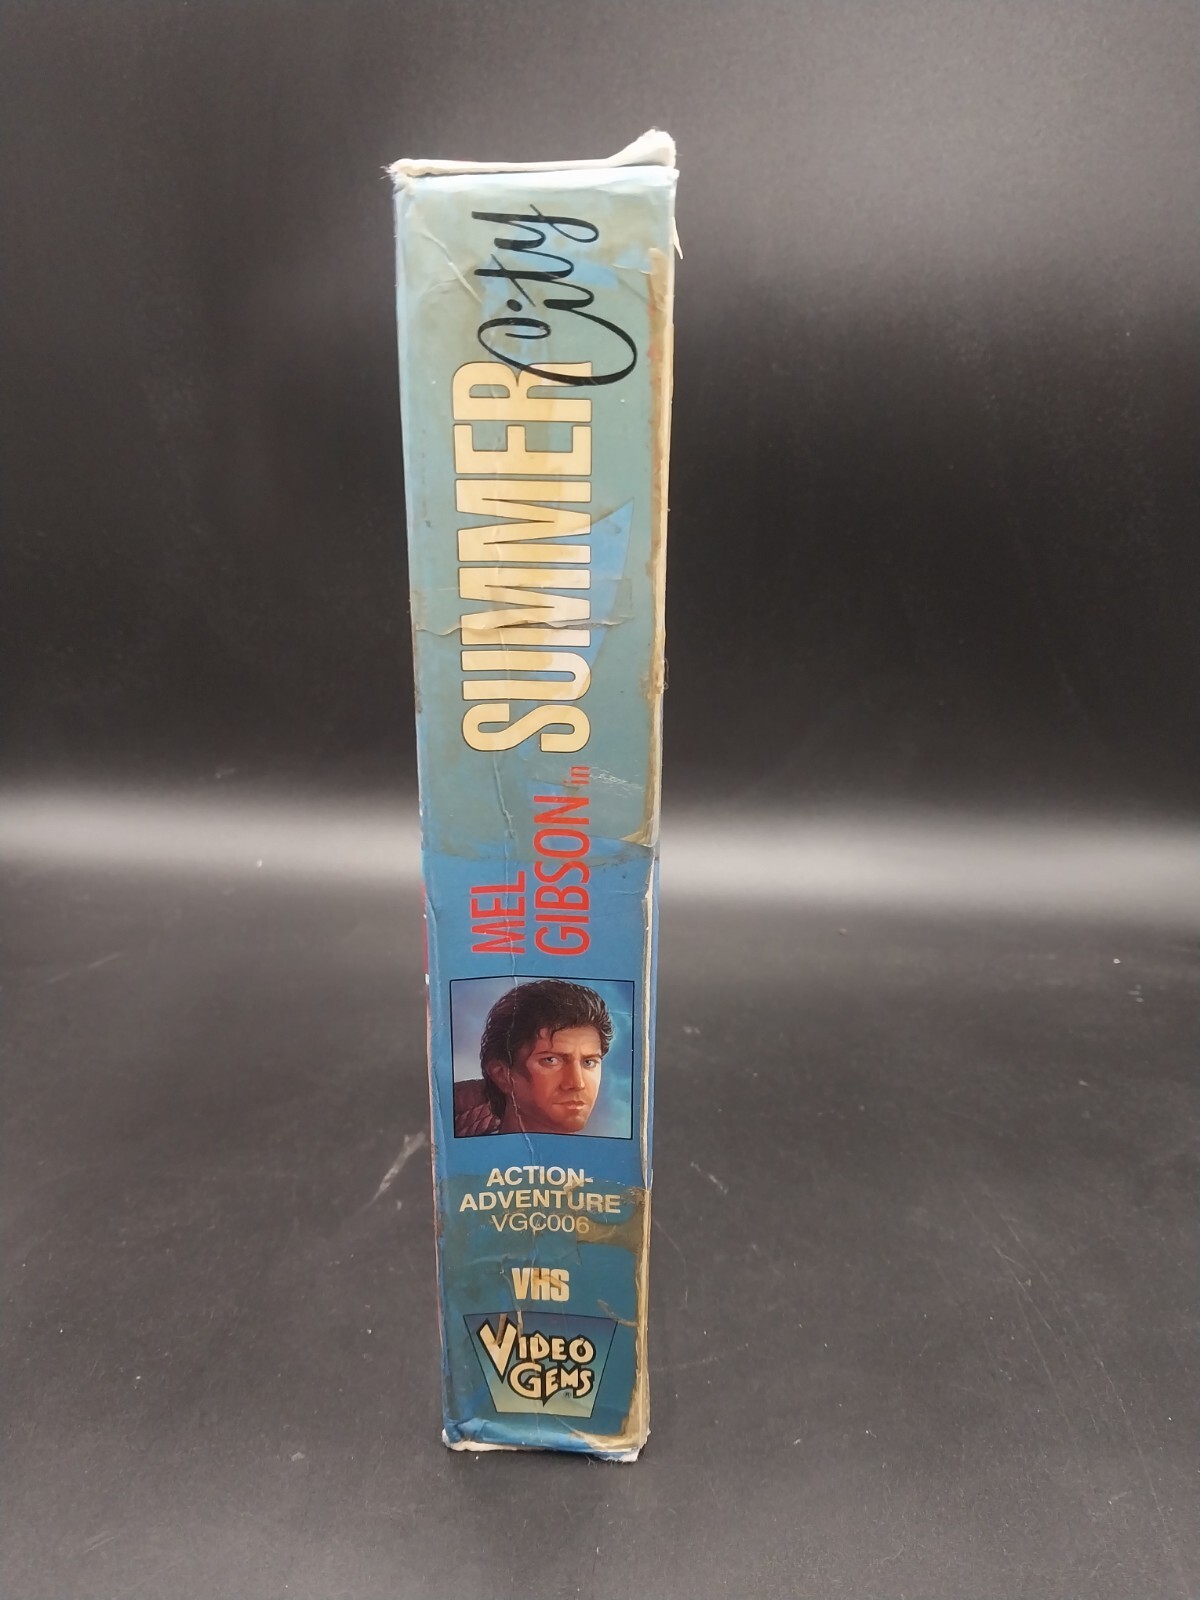 MEL
GIBSON in
SUMMER
City
ACTION-
ADVENTURE
VGC006
VHS
VIDEO
GEMS